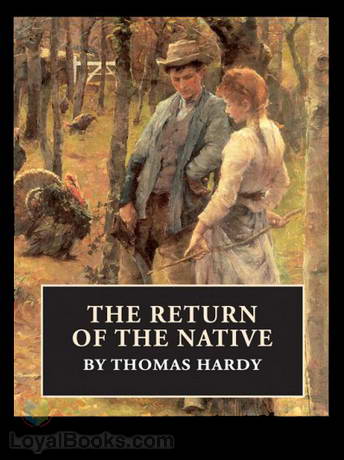 THE RETURN
OF THE NATIVE
BY THOMAS HARDY
LoyalBooks.com